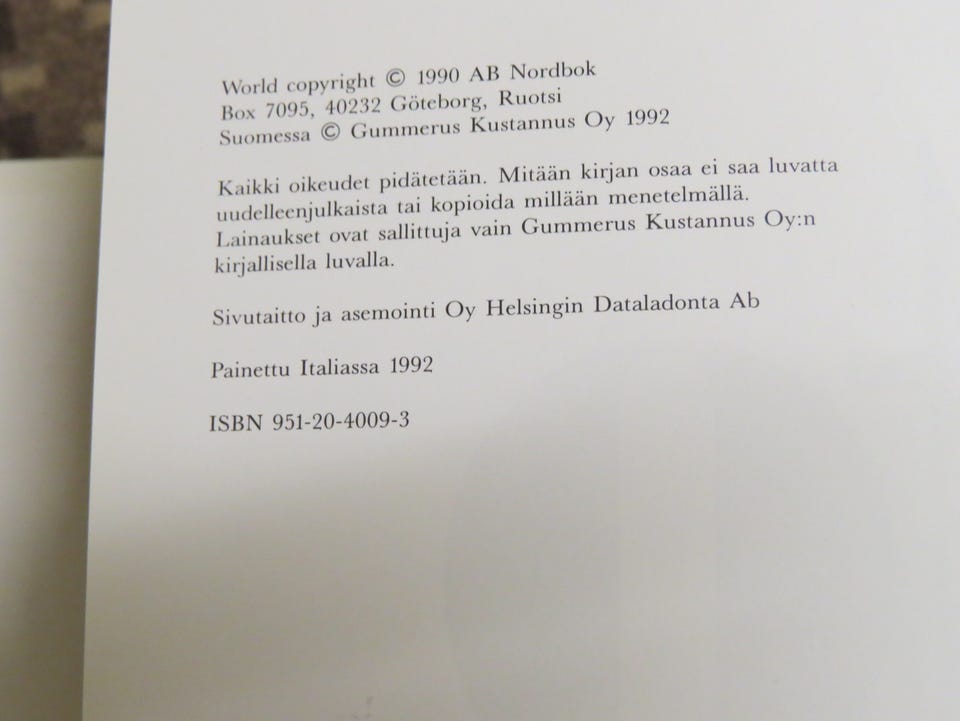 World copyright © 1990 AB Nordbok
Box 7095, 40232 Göteborg, Ruotsi
Suomessa © Gummerus Kustannus Oy 1992
Kaikki oikeudet pidätetään. Mitään kirjan osaa ei saa luvatta
uudelleenjulkaista tai kopioida millään menetelmällä.
Lainaukset ovat sallittuja vain Gummerus Kustannus Oy:n
kirjallisella luvalla.
Sivutaitto ja asemointi Oy Helsingin Dataladonta Ab
Painettu Italiassa 1992
ISBN 951-20-4009-3